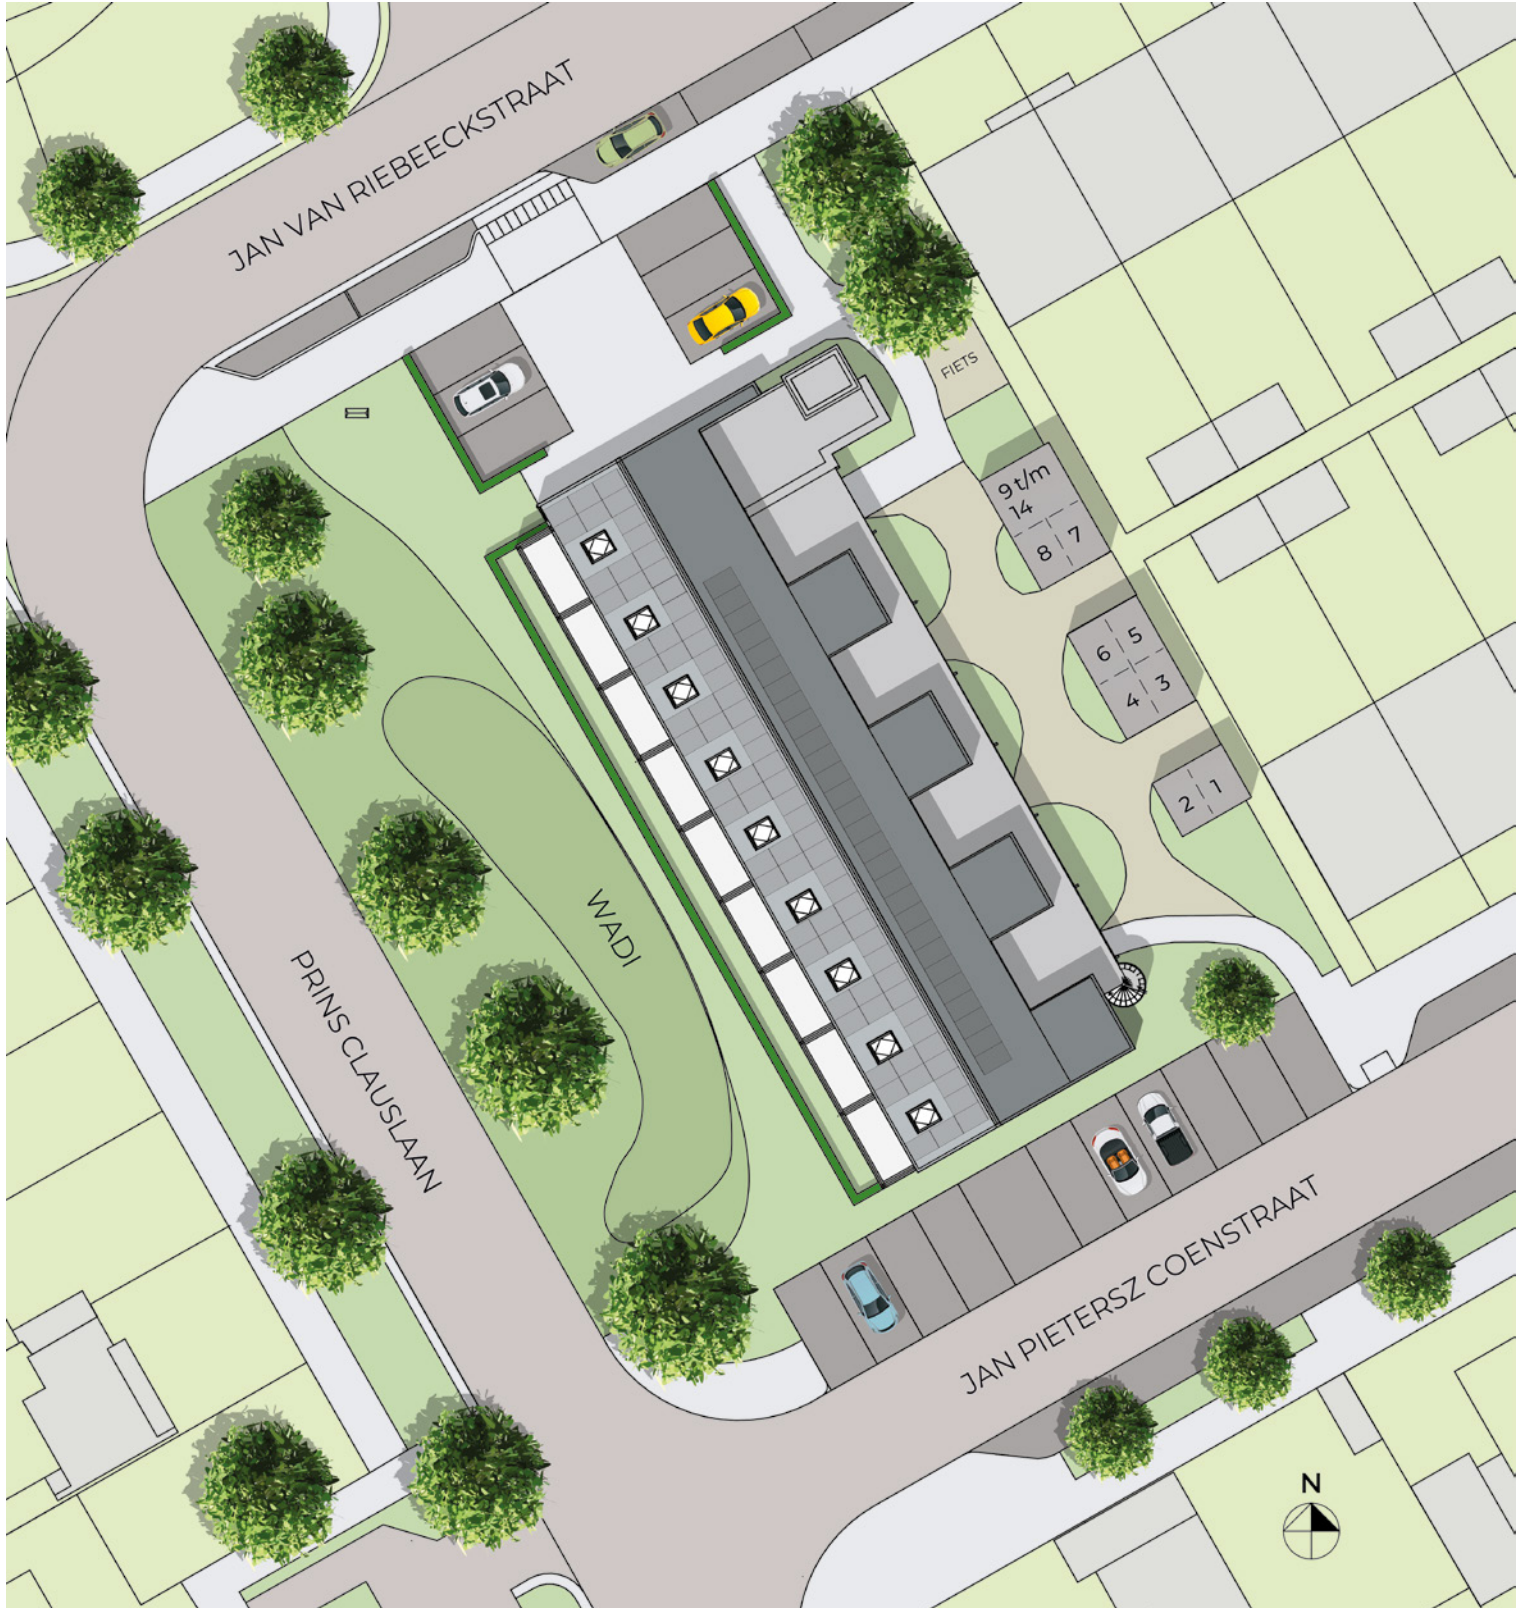 JAN VAN RIEBEECKSTRAAT
FIETS
9 t/m
14
8 7
6 5
4 3
2 1
WADI
PRINS CLAUSLAAN
JAN PIETERSZ COENSTRAAT
N